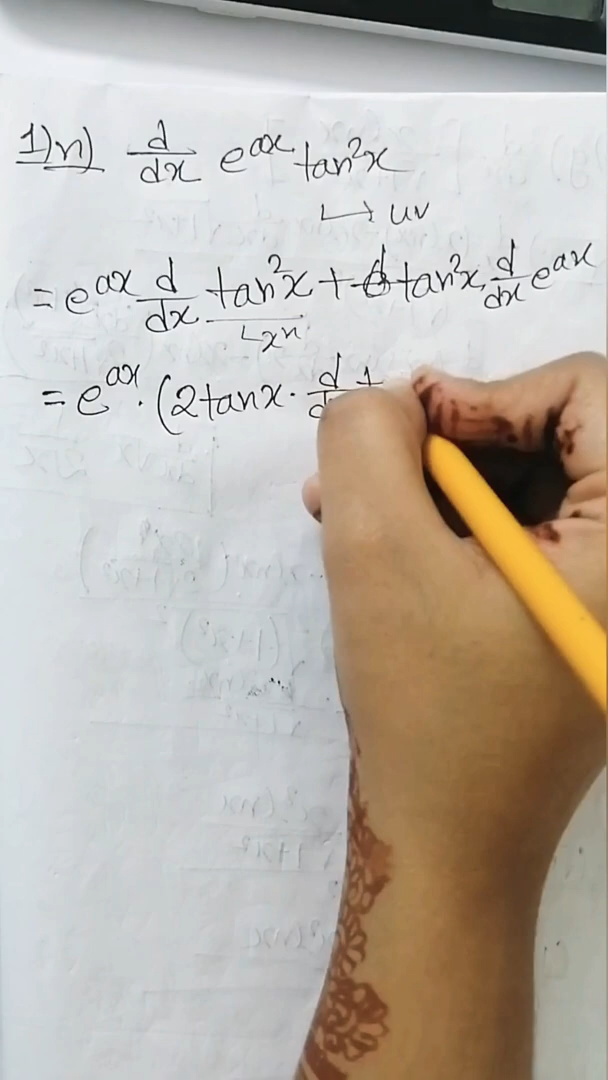 1)n) d/dx e^ax tan²x
↳ uv
= e^ax d/dx tan²x + tan²x. d/dx e^ax
↳ xⁿ
= e^ax. (2tanx · d